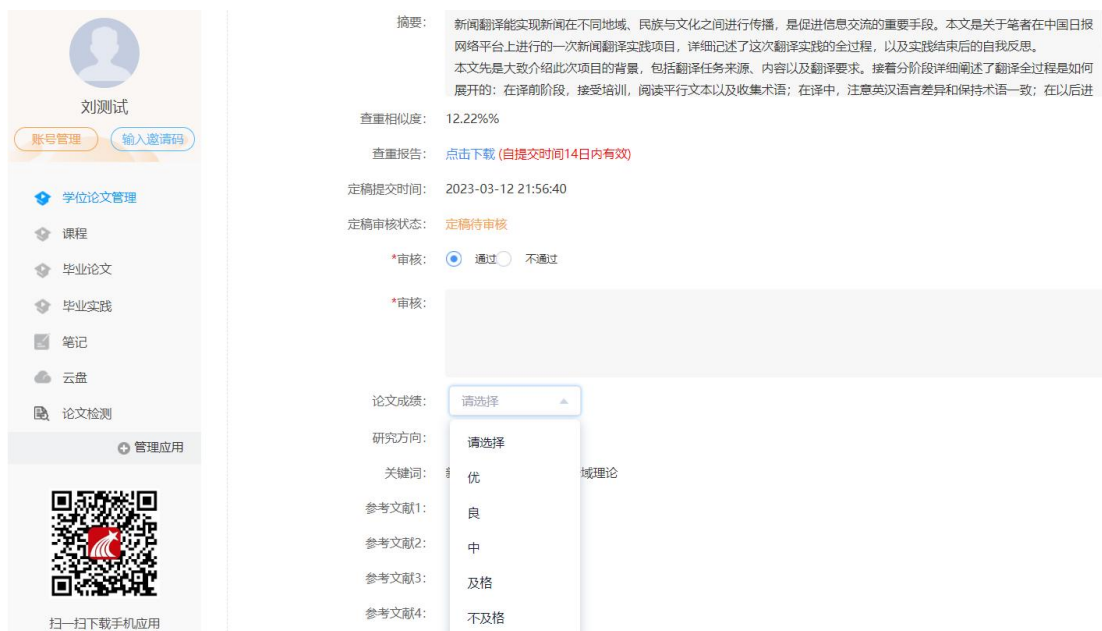 刘测试
账号管理
输入邀请码
学位论文管理
课程
毕业论文
毕业实践
笔记
云盘
论文检测
管理应用
扫一扫下载手机应用
摘要:
新闻翻译能实现新闻在不同地域、民族与文化之间进行传播，是促进信息交流的重要手段。本文是关于笔者在中国日报
网络平台上进行的一次新闻翻译实践项目，详细记述了这次翻译实践的全过程，以及实践结束后的自我反思。
本文先是大致介绍此次项目的背景，包括翻译任务来源、内容以及翻译要求。接着分阶段详细阐述了翻译全过程是如何
展开的：在译前阶段，接受培训，阅读平行文本以及收集术语；在译中，注意英汉语言差异和保持术语一致；在以后进
查重相似度: 12.22%%
查重报告: 点击下载 (自提交时间14日内有效)
定稿提交时间: 2023-03-12 21:56:40
定稿审核状态: 定稿待审核
*审核: 通过 不通过
*审核:
论文成绩: 请选择
请选择
优
良
中
及格
不及格
研究方向:
关键词: 域理论
参考文献1:
参考文献2:
参考文献3:
参考文献4: